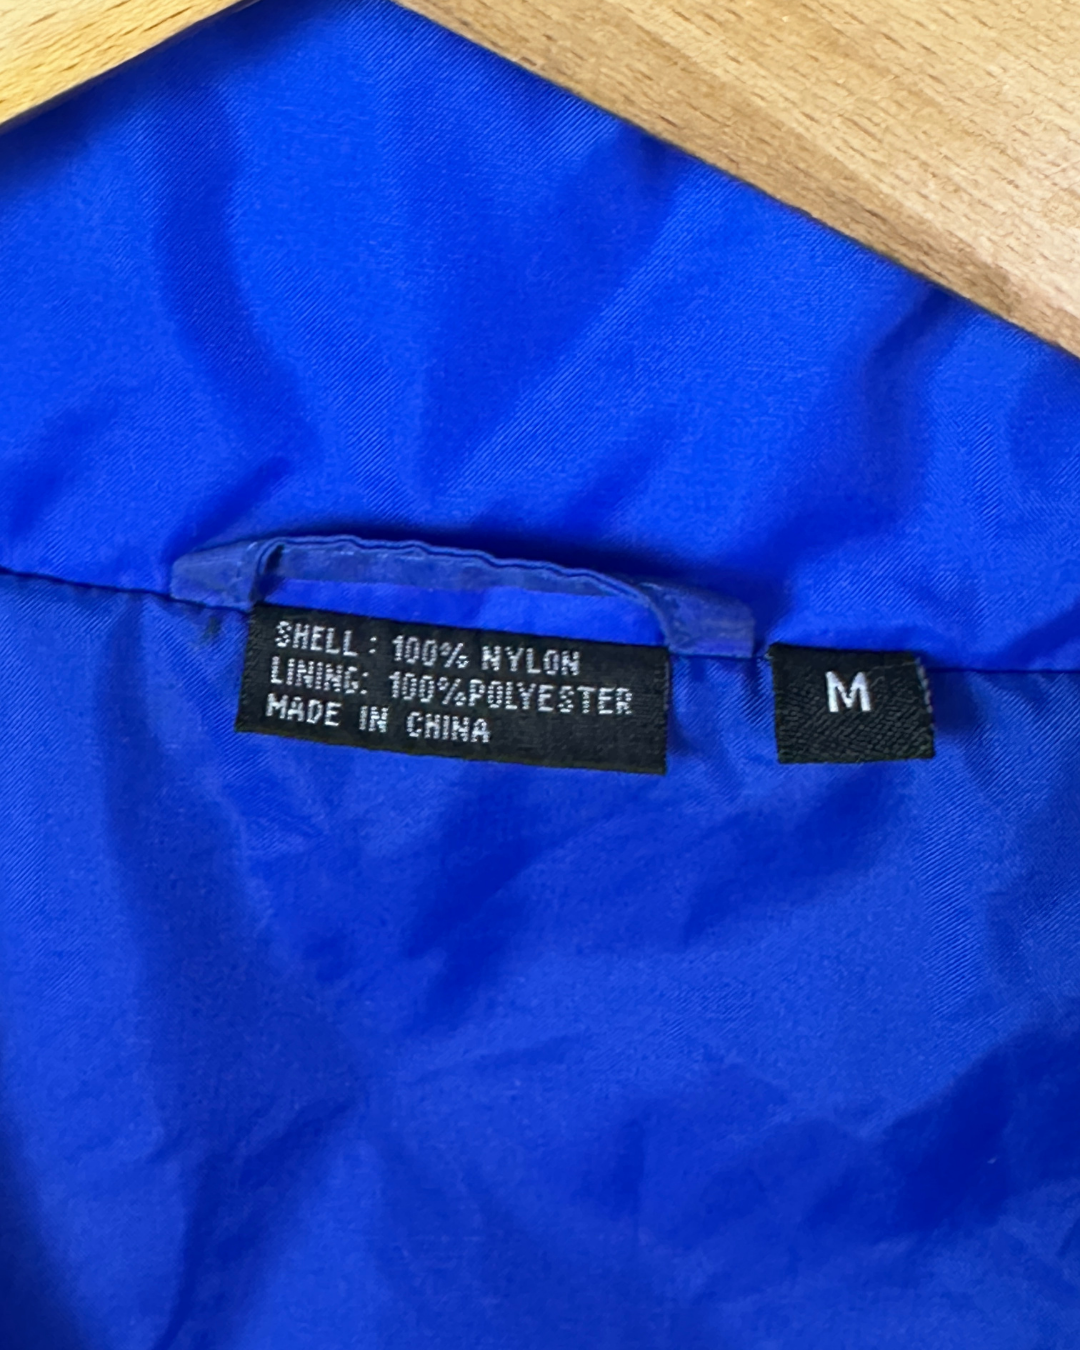 SHELL : 100% NYLON
LINING: 100%POLYESTER
MADE IN CHINA
M